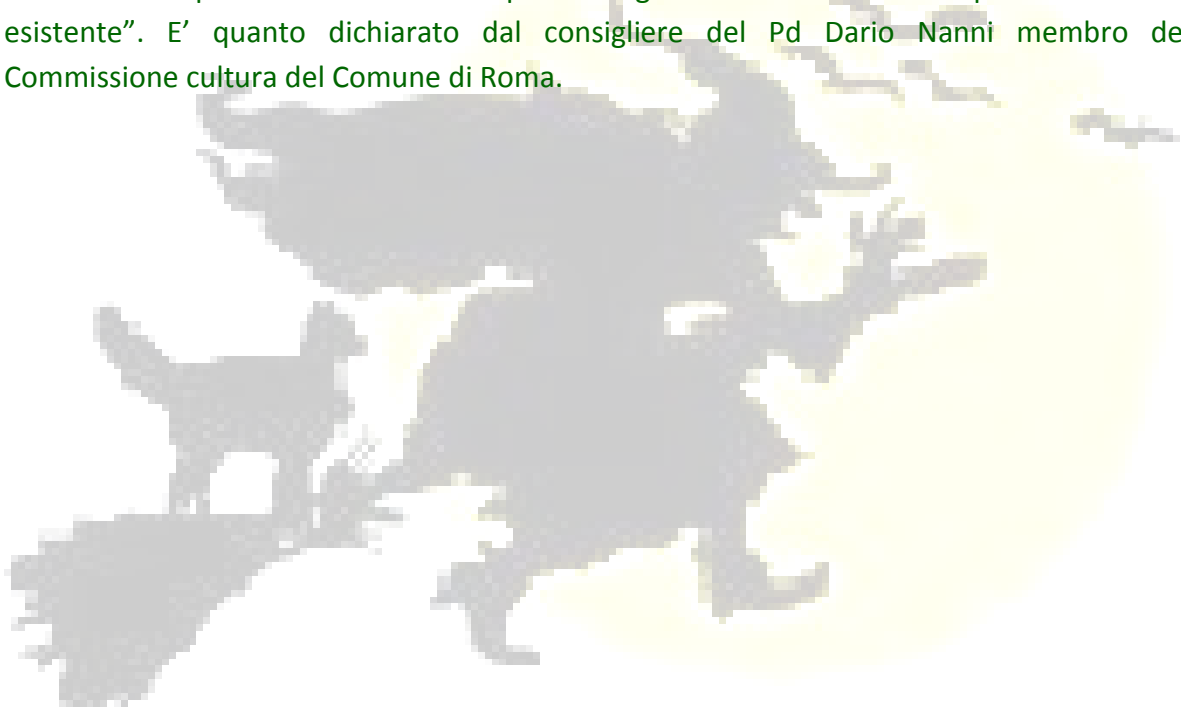 esistente”. E’ quanto dichiarato dal consigliere del Pd Dario Nanni membro de
Commissione cultura del Comune di Roma.